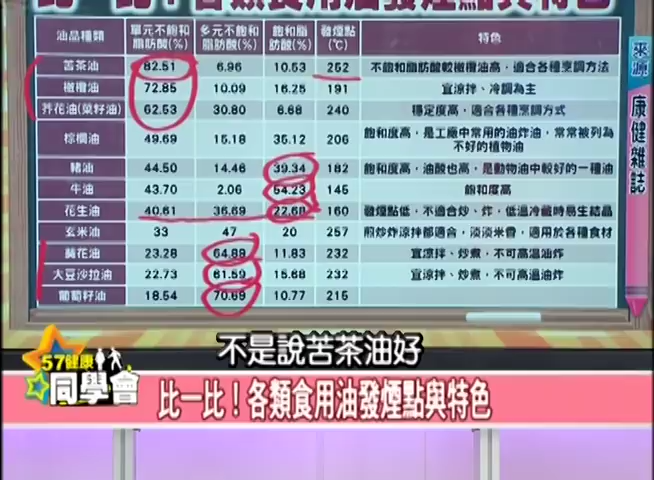 比一比！各類食用油發煙點與特色
油品種類 單元不飽和脂肪酸(%) 多元不飽和脂肪酸(%) 飽和脂肪酸(%) 發煙點(℃) 特色
苦茶油 82.51 6.96 10.53 252 不飽和脂肪酸較橄欖油高，適合各種烹調方法
橄欖油 72.85 10.09 16.25 191 宜涼拌、冷調為主
芥花油(菜籽油) 62.53 30.80 6.68 240 穩定度高，適合各種烹調方式
棕櫚油 49.69 15.18 35.12 206 飽和度高，是工廠中常用的油炸油，常常被列為不好的植物油
豬油 44.50 14.46 39.34 182 飽和度高，油酸也高，是動物油中較好的一種油
牛油 43.70 2.06 54.23 145 飽和度高
花生油 40.61 36.69 22.68 160 發煙點低，不適合炒、炸，低溫冷藏時易生結晶
玄米油 33 47 20 257 煎炒炸涼拌都適合，淡淡米香，適用於各種食材
葵花油 23.28 64.89 11.83 232 宜涼拌、炒煮，不可高溫油炸
大豆沙拉油 22.73 61.59 15.68 232 宜涼拌、炒煮，不可高溫油炸
葡萄籽油 18.54 70.69 10.77 215
來源 康健雜誌
不是說苦茶油好
57健康同學會
比一比！各類食用油發煙點與特色